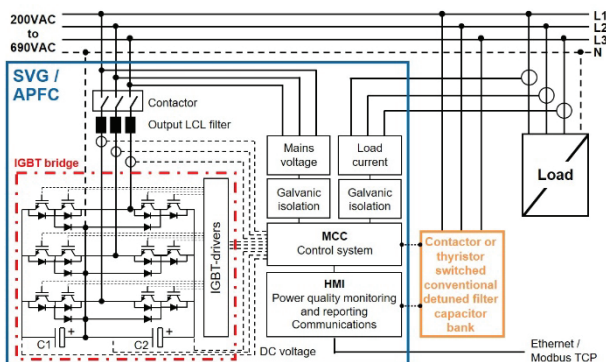 200VAC
to
690VAC
L1
L2
L3
N
SVG /
APFC
Contactor
Output LCL filter
IGBT bridge
Mains
voltage
Load
current
Galvanic
isolation
Galvanic
isolation
Load
IGBT-drivers
MCC
Control system
HMI
Power quality monitoring
and reporting
Communications
Contactor or
thyristor
switched
conventional
detuned filter
capacitor
bank
C1
+
C2
+
DC voltage
Ethernet /
Modbus TCP